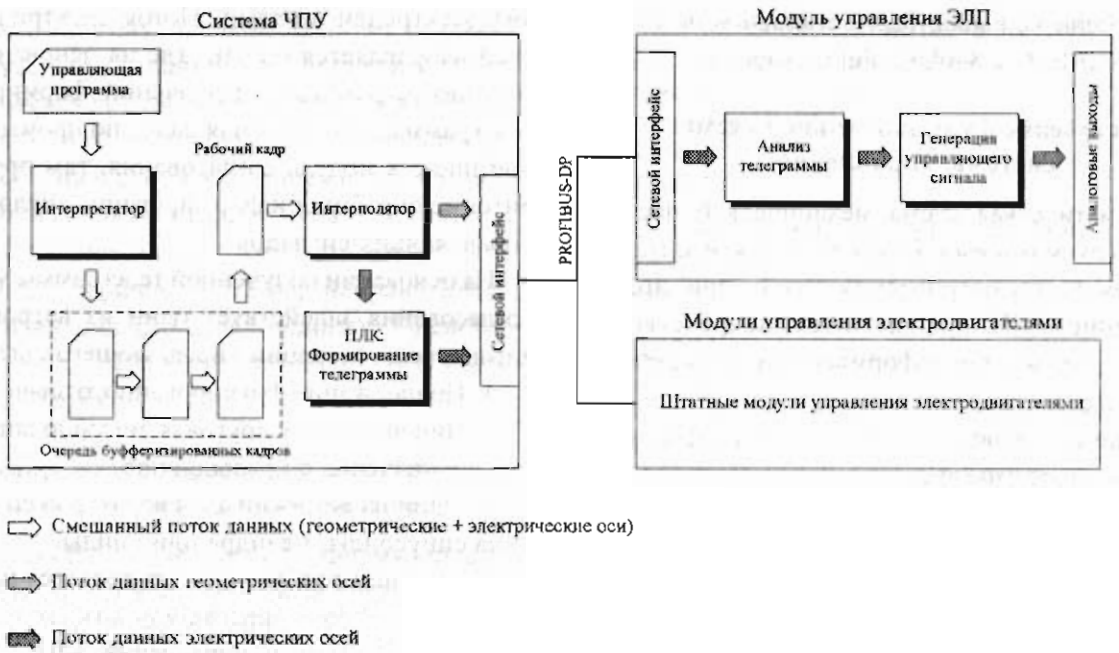 Система ЧПУ
Управляющая
программа
Рабочий кадр
Интерпретатор
Интерполятор
Сетевой интерфейс
ПЛК
Формирование
телеграммы
Очередь буфферизированных кадров
PROFIBUS-DP
Модуль управления ЭЛП
Сетевой интерфейс
Анализ
телеграммы
Генерация
управляющего
сигнала
Аналоговые выходы
Модули управления электродвигателями
Штатные модули управления электродвигателями
Смешанный поток данных (геометрические + электрические оси)
Поток данных геометрических осей
Поток данных электрических осей